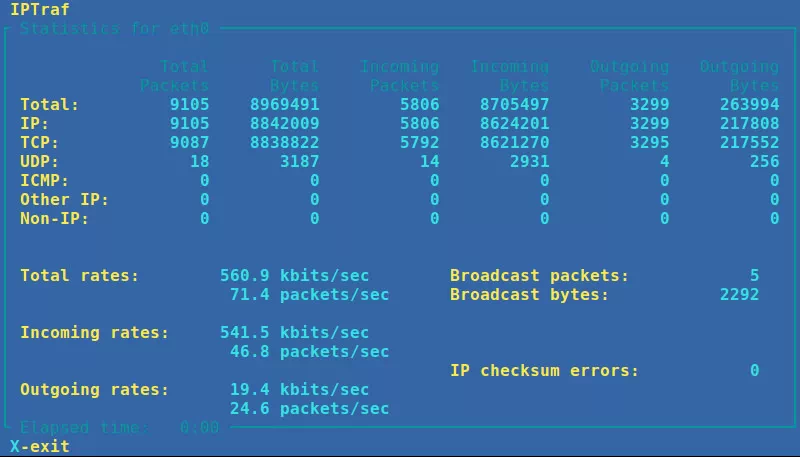 IPTraf
Statistics for eth0
Total Total Incoming Incoming Outgoing Outgoing
Packets Bytes Packets Bytes Packets Bytes
Total: 9105 8969491 5806 8705497 3299 263994
IP: 9105 8842009 5806 8624201 3299 217808
TCP: 9087 8838822 5792 8621270 3295 217552
UDP: 18 3187 14 2931 4 256
ICMP: 0 0 0 0 0 0
Other IP: 0 0 0 0 0 0
Non-IP: 0 0 0 0 0 0
Total rates: 560.9 kbits/sec Broadcast packets: 5
71.4 packets/sec Broadcast bytes: 2292
Incoming rates: 541.5 kbits/sec
46.8 packets/sec
IP checksum errors: 0
Outgoing rates: 19.4 kbits/sec
24.6 packets/sec
Elapsed time: 0:00
X-exit